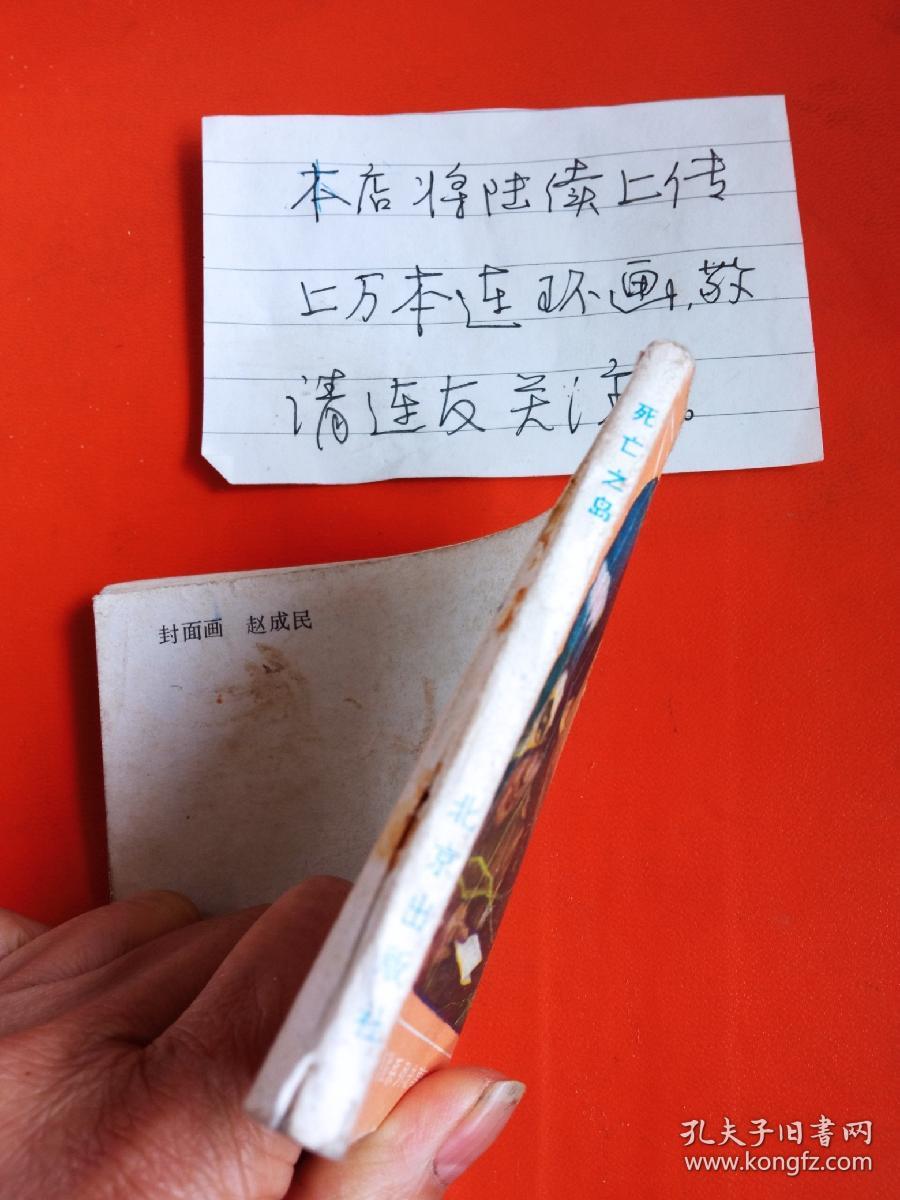 本店将陆续上传
上万本连环画,敬
请连友关注。
死亡之岛
封面画 赵成民
北京出版社
孔夫子旧书网
www.kongfz.com